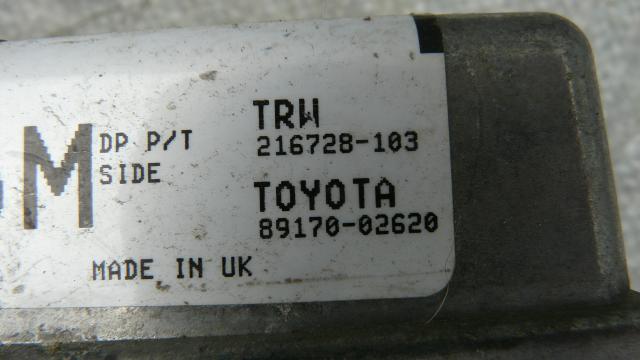 TRW
M DP P/T 216728-103
SIDE
TOYOTA
89170-02620
MADE IN UK